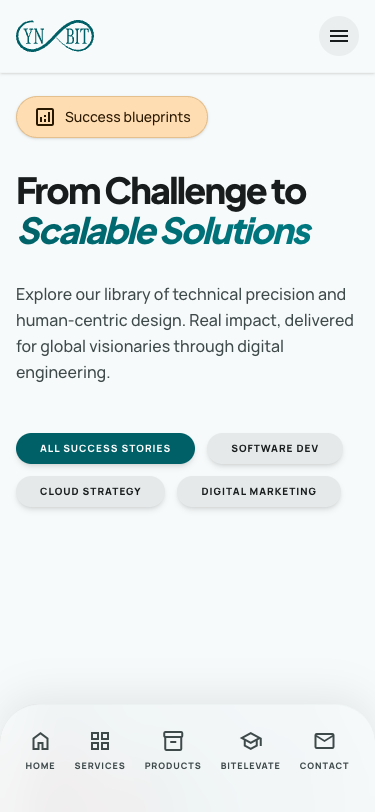 YN BIT
Success blueprints
From Challenge to
Scalable Solutions
Explore our library of technical precision and
human-centric design. Real impact, delivered
for global visionaries through digital
engineering.
ALL SUCCESS STORIES
SOFTWARE DEV
CLOUD STRATEGY
DIGITAL MARKETING
HOME
SERVICES
PRODUCTS
BITELEVATE
CONTACT